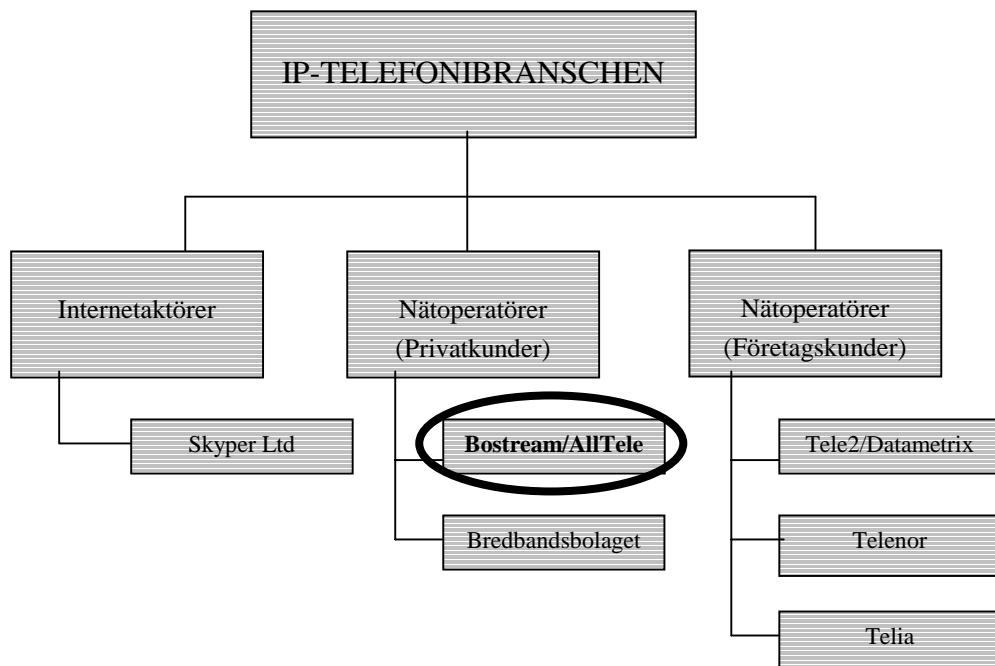 IP-TELEFONIBRANSCHEN
Internetaktörer
Nätoperatörer
(Privatkunder)
Nätoperatörer
(Företagskunder)
Skyper Ltd
Bostream/AllTele
Tele2/Datametrix
Bredbandsbolaget
Telenor
Telia